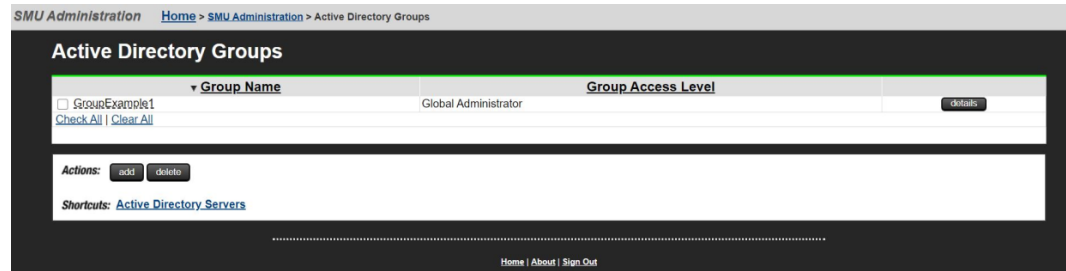 SMU Administration Home > SMU Administration > Active Directory Groups
Active Directory Groups
Group Name Group Access Level
GroupExample1 Global Administrator details
Check All | Clear All
Actions: add delete
Shortcuts: Active Directory Servers
Home | About | Sign Out